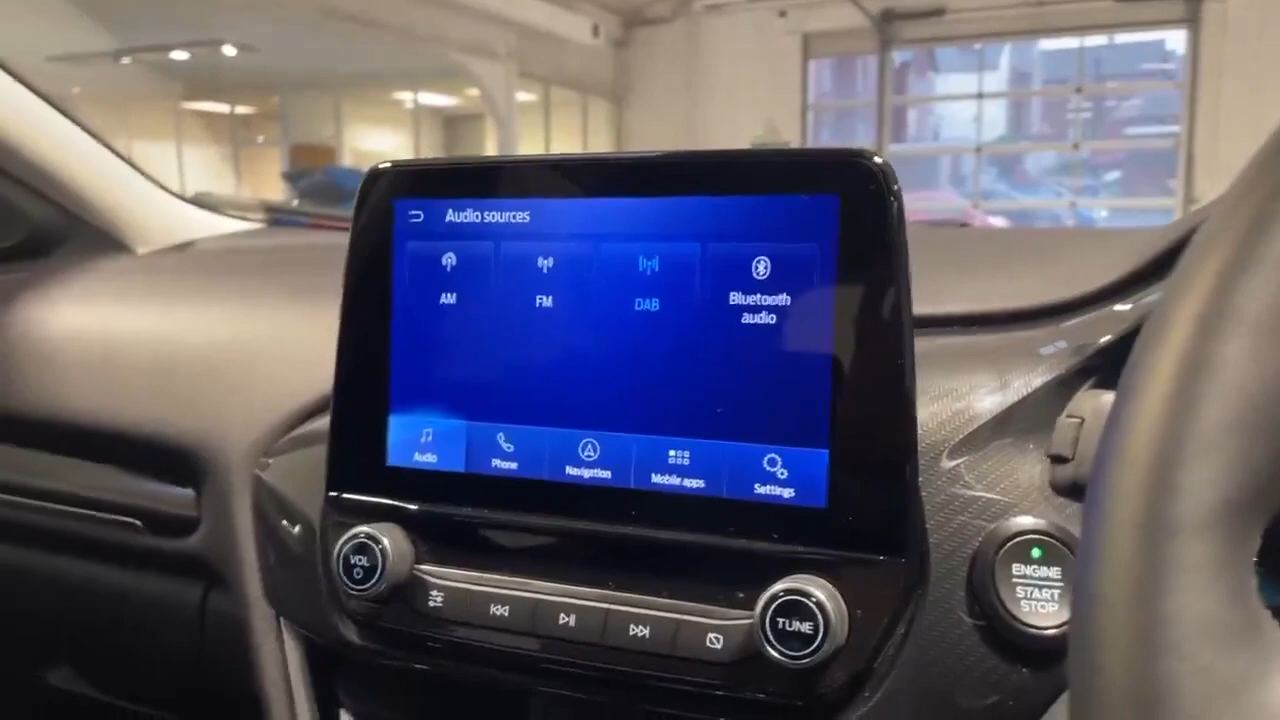 Audio sources
AM
FM
DAB
Bluetooth
audio
Audio
Phone
Navigation
Mobile apps
Settings
VOL
TUNE
ENGINE
START
STOP